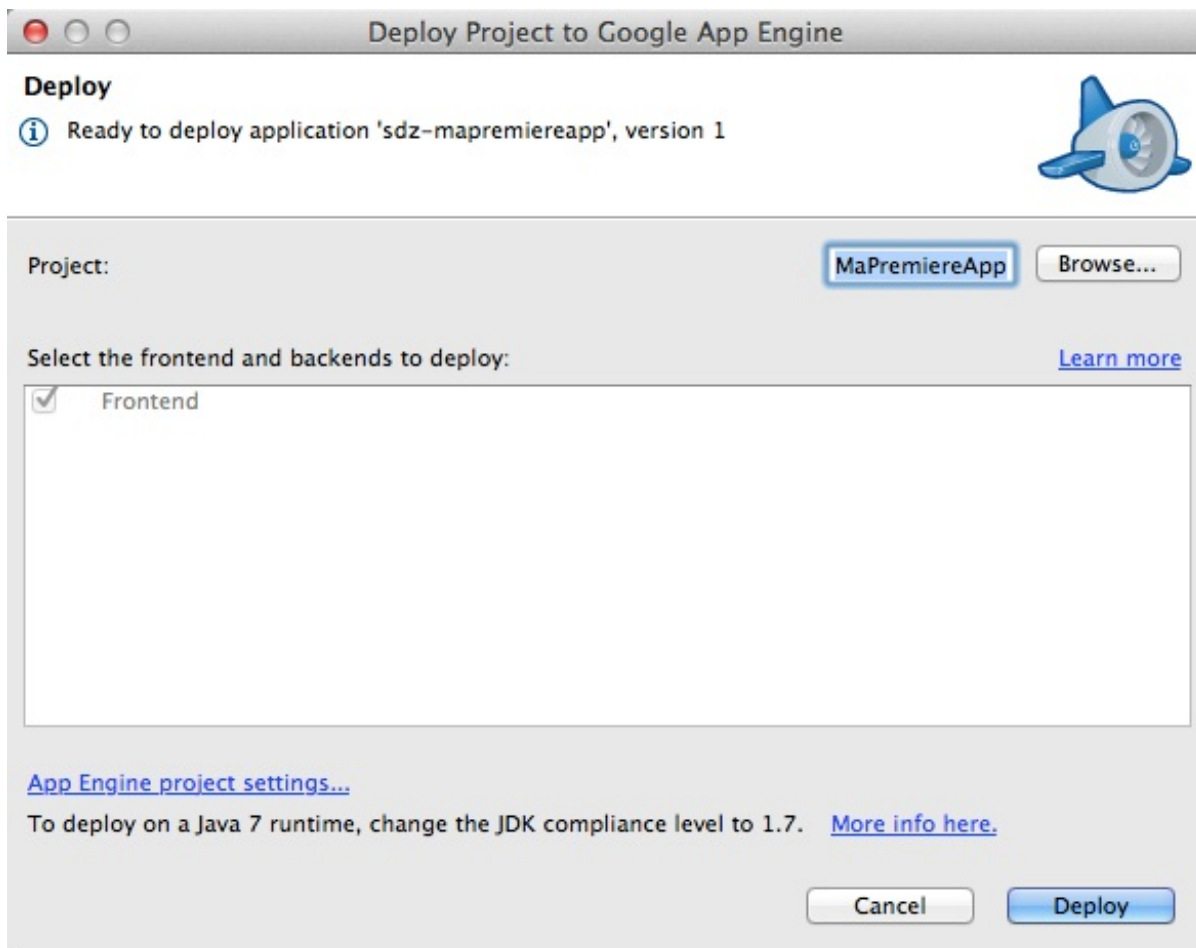 Deploy Project to Google App Engine
Deploy
Ready to deploy application 'sdz-mapremiereapp', version 1
Project: MaPremiereApp Browse...
Select the frontend and backends to deploy: Learn more
Frontend
App Engine project settings...
To deploy on a Java 7 runtime, change the JDK compliance level to 1.7. More info here.
Cancel Deploy